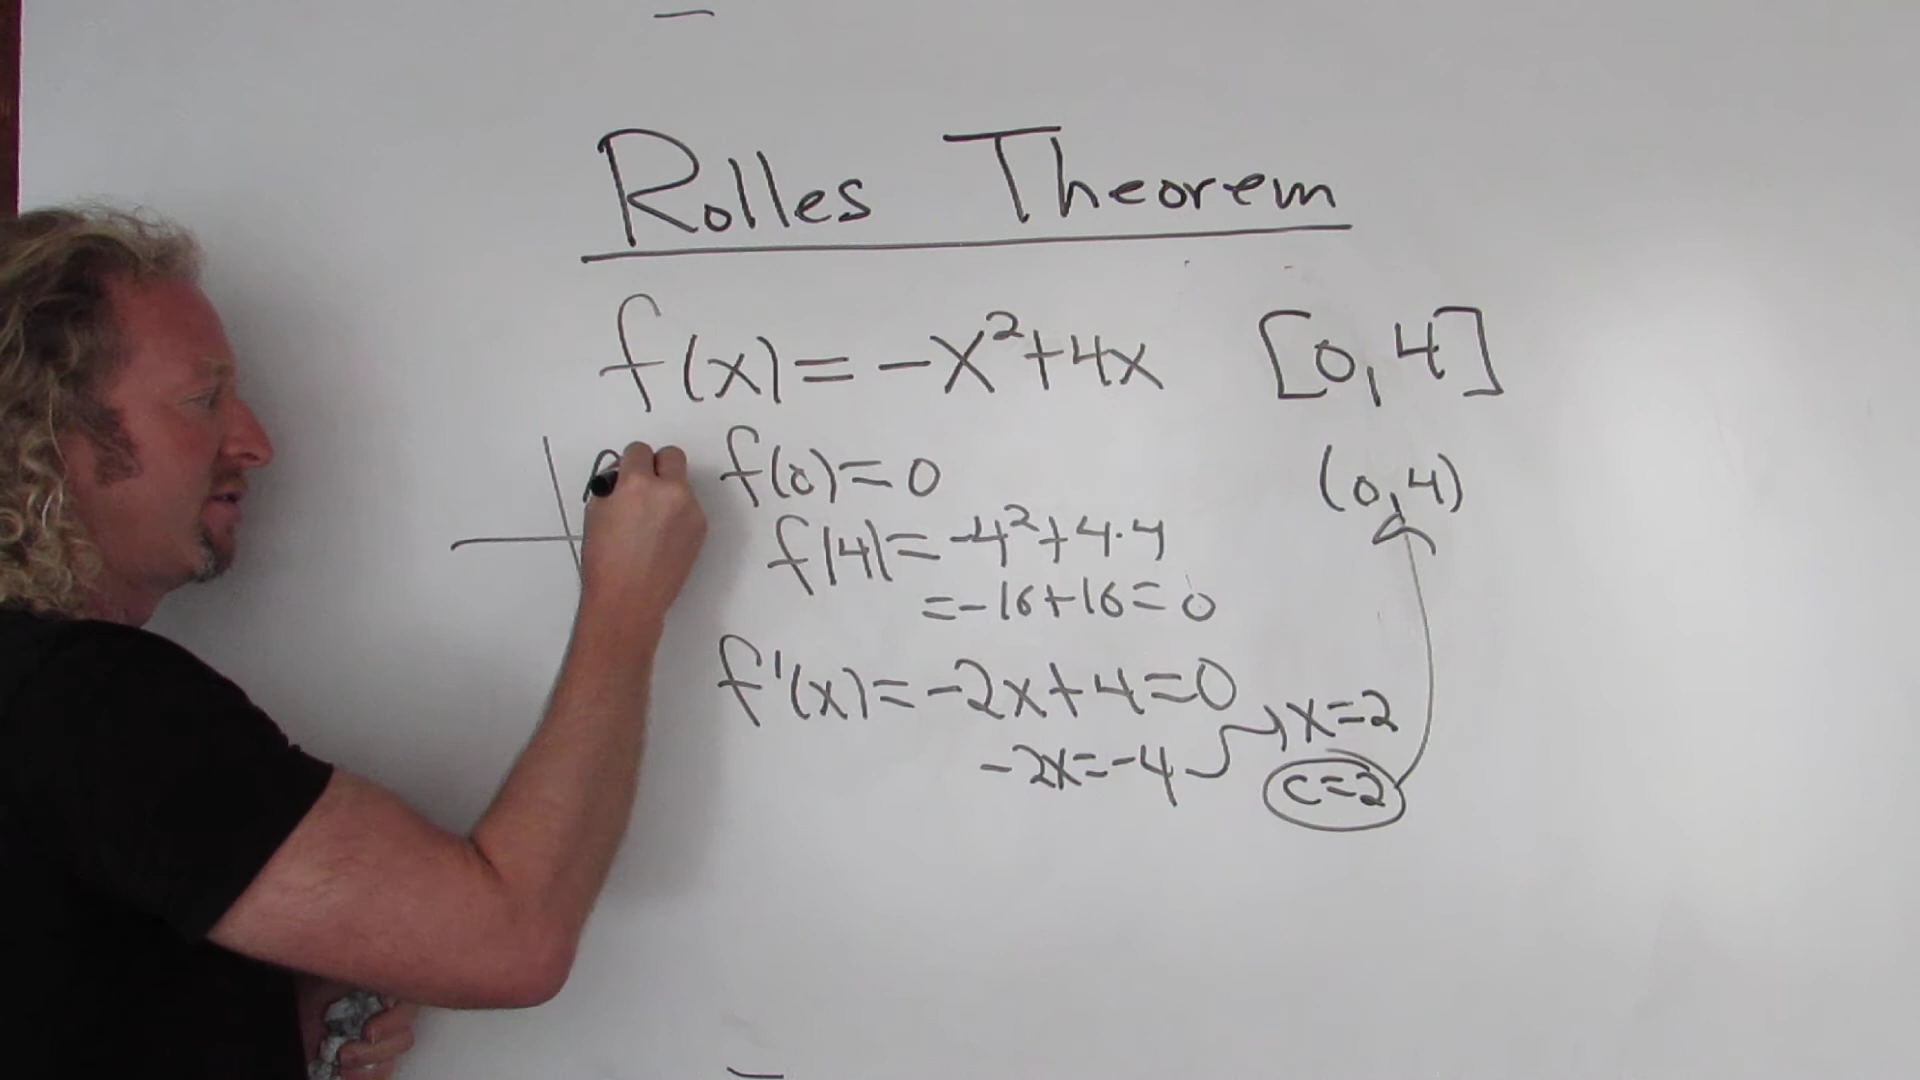 Rolles Theorem
f(x) = -x²+4x [0,4]
f(0)=0 (0,4)
f(4)=-4²+4·4
=-16+16=0
f'(x)=-2x+4=0
x=2
-2x=-4
c=2